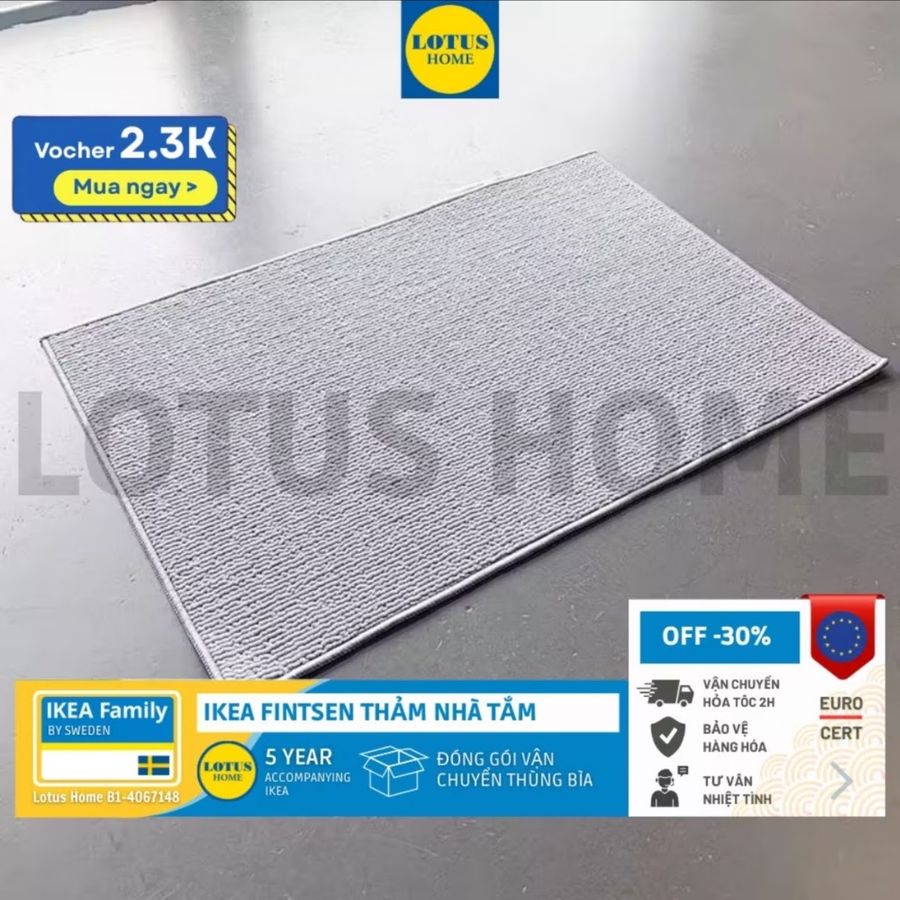 LOTUS
HOME
Vocher 2.3K
Mua ngay >
LOTUS HOME
OFF -30%
VẬN CHUYỂN
HỎA TỐC 2H
BẢO VỆ
HÀNG HÓA
TƯ VẤN
NHIỆT TÌNH
EURO
CERT
IKEA Family
BY SWEDEN
Lotus Home B1-4067148
IKEA FINTSEN THẢM NHÀ TẮM
LOTUS
HOME
5 YEAR
ACCOMPANYING
IKEA
ĐÓNG GÓI VẬN
CHUYỂN THÙNG BÌA